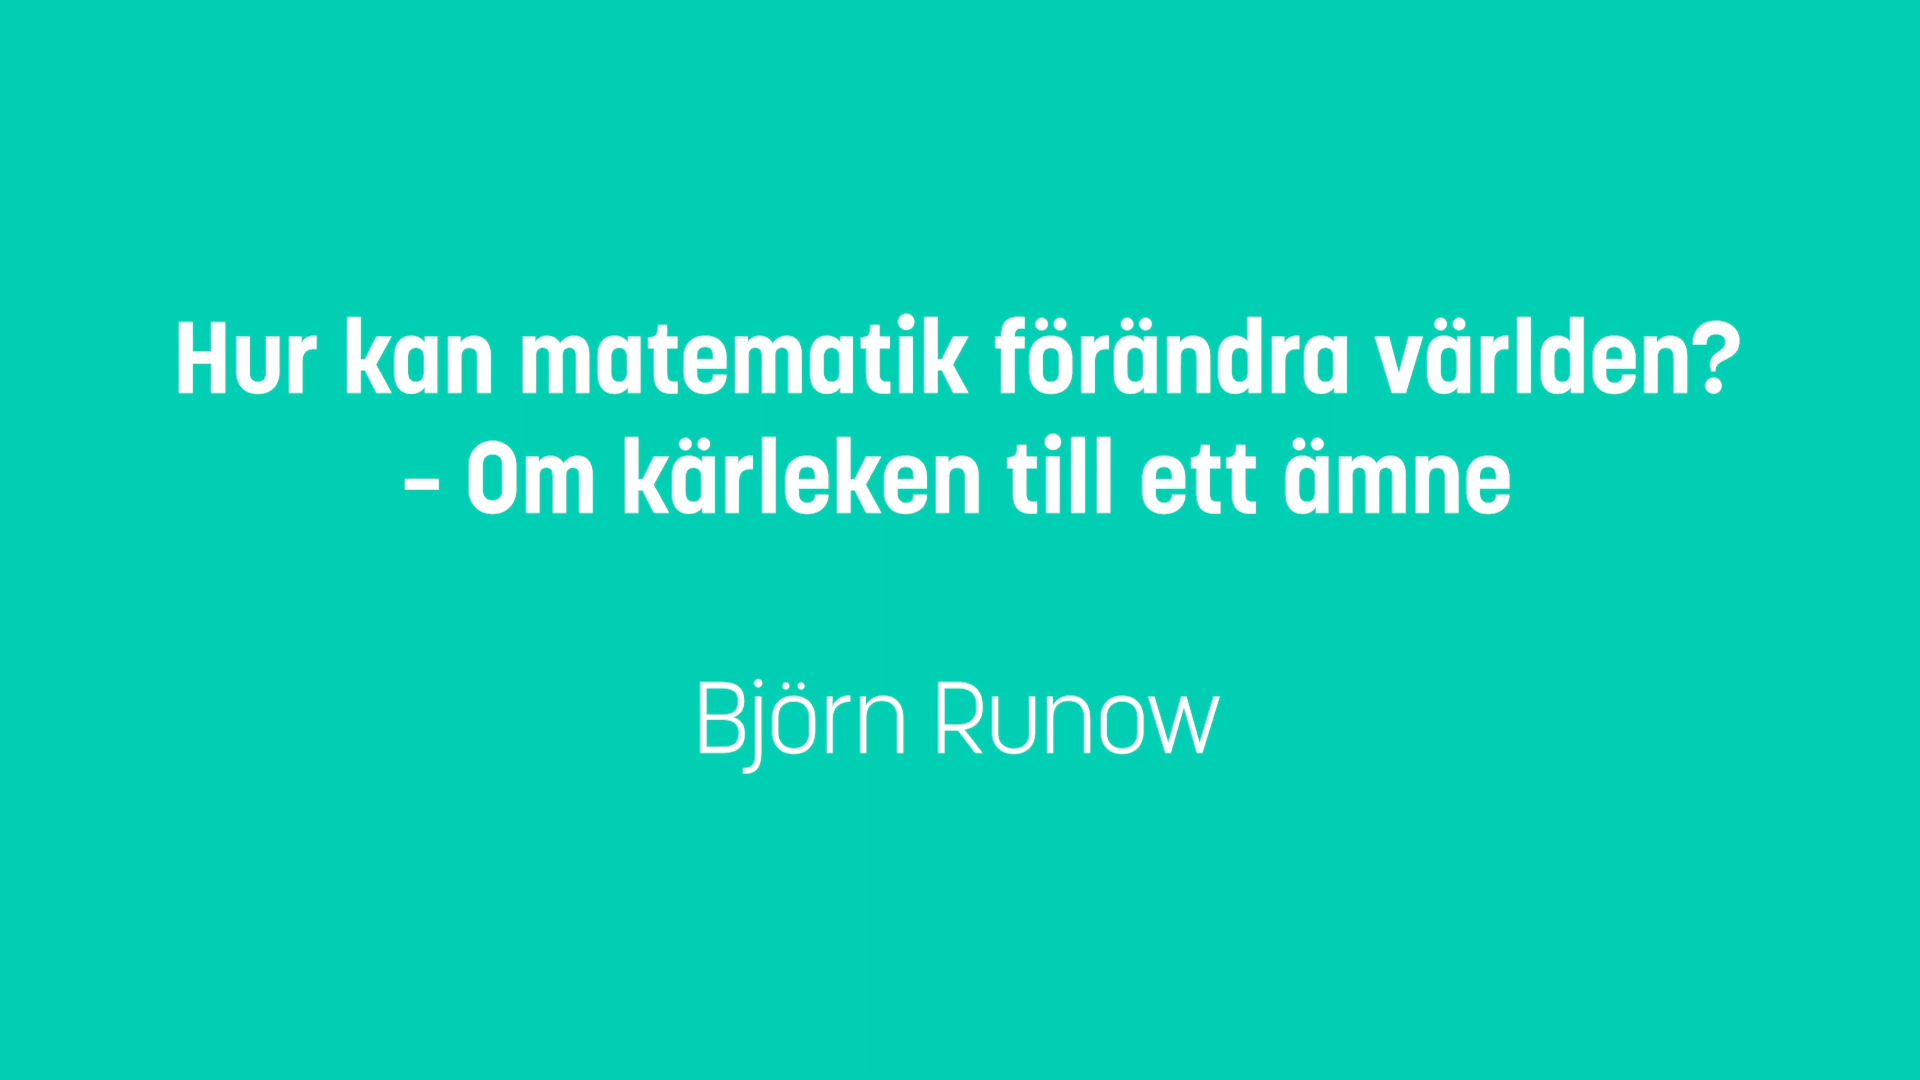 Hur kan matematik förändra världen?
– Om kärleken till ett ämne
Björn Runow